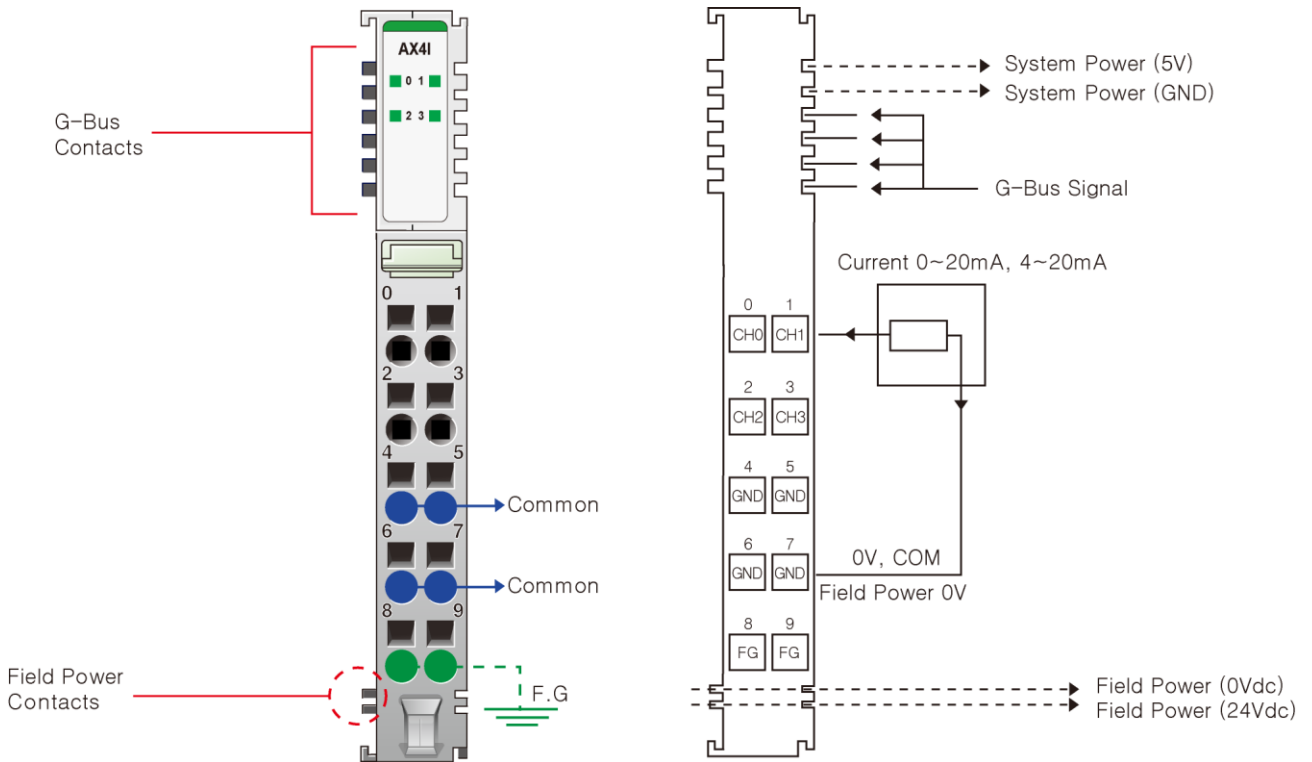 AX4I
0 1
2 3
G-Bus
Contacts
0 1
2 3
4 5
Common
6 7
Common
8 9
F.G
Field Power
Contacts
System Power (5V)
System Power (GND)
G-Bus Signal
Current 0~20mA, 4~20mA
0 1
CH0 CH1
2 3
CH2 CH3
4 5
GND GND
6 7
GND GND
0V, COM
Field Power 0V
8 9
FG FG
Field Power (0Vdc)
Field Power (24Vdc)